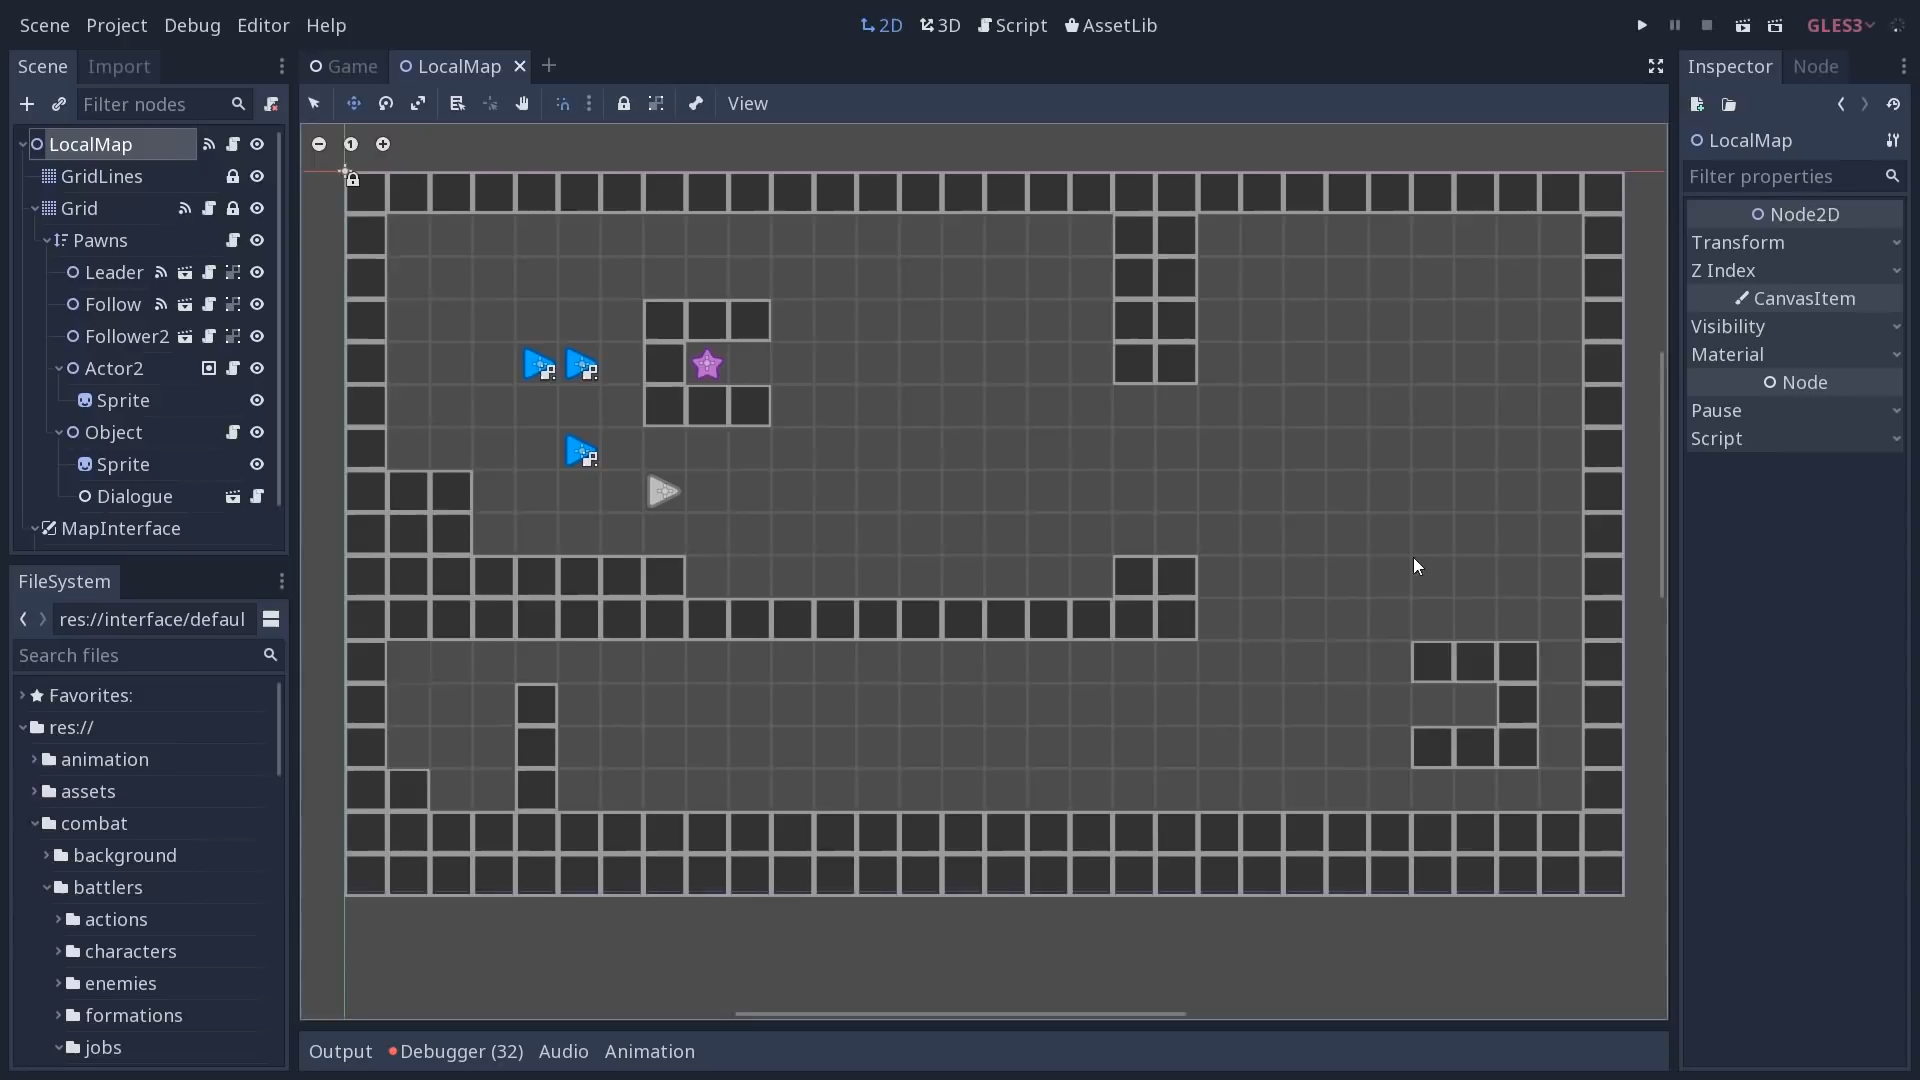 Scene Project Debug Editor Help
2D 3D Script AssetLib
GLES3
Scene Import
Filter nodes
LocalMap
GridLines
Grid
Pawns
Leader
Follow
Follower2
Actor2
Sprite
Object
Sprite
Dialogue
MapInterface
FileSystem
res://interface/defaul
Search files
Favorites:
res://
animation
assets
combat
background
battlers
actions
characters
enemies
formations
jobs
Game LocalMap
View
1
Output Debugger (32) Audio Animation
Inspector Node
LocalMap
Filter properties
Node2D
Transform
Z Index
CanvasItem
Visibility
Material
Node
Pause
Script